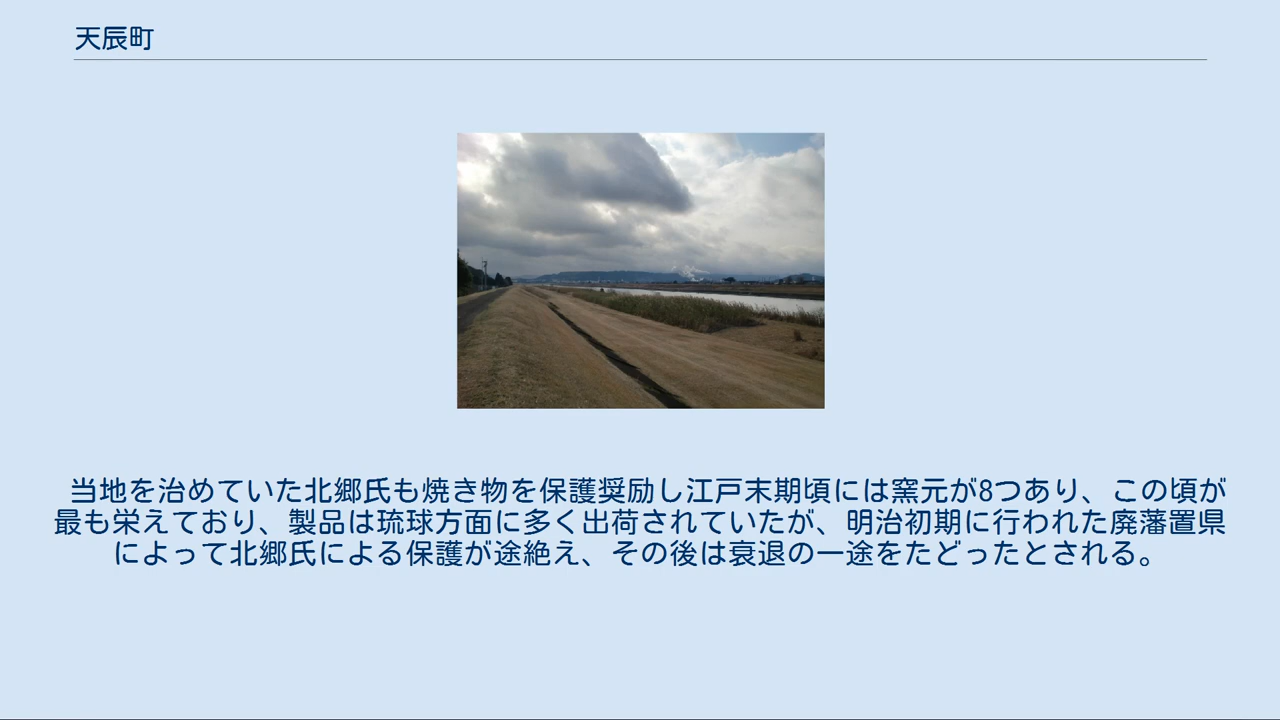 天辰町
当地を治めていた北郷氏も焼き物を保護奨励し江戸末期頃には窯元が8つあり、この頃が
最も栄えており、製品は琉球方面に多く出荷されていたが、明治初期に行われた廃藩置県
によって北郷氏による保護が途絶え、その後は衰退の一途をたどったとされる。